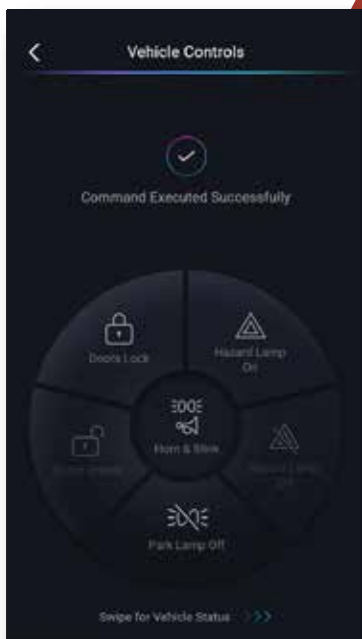 Vehicle Controls
Command Executed Successfully
Doors Lock
Hazard Lamp
On
Horn & Blink
Park Lamp Off
Swipe for Vehicle Status >>>